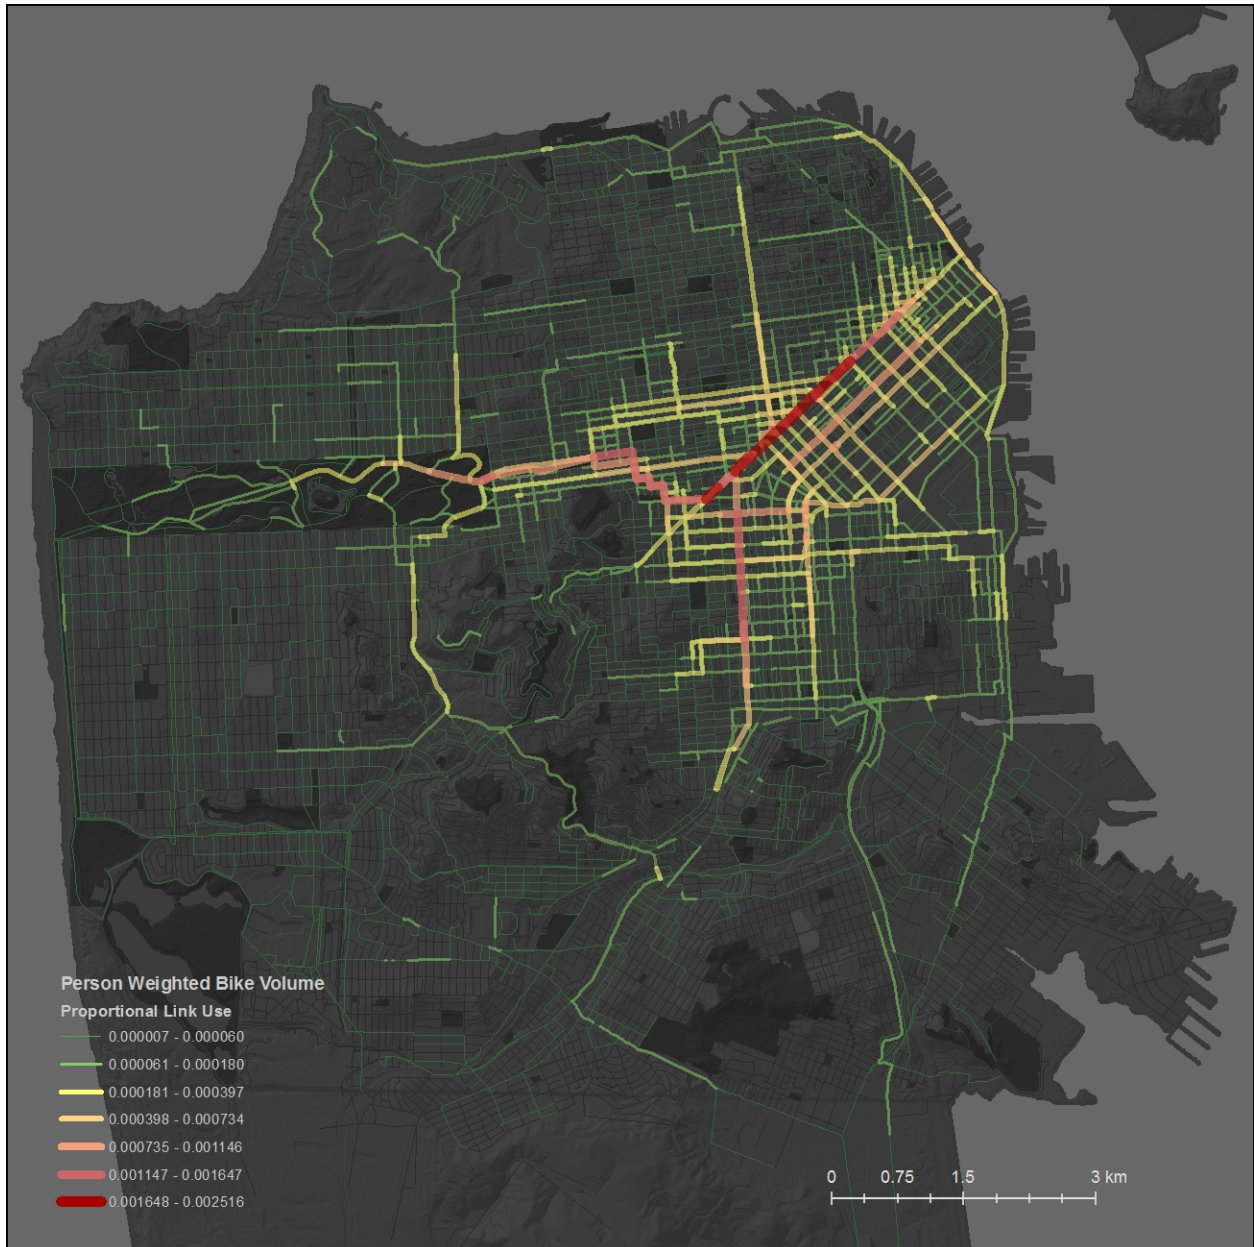 Person Weighted Bike Volume
Proportional Link Use
0.000007 - 0.000060
0.000061 - 0.000180
0.000181 - 0.000397
0.000398 - 0.000734
0.000735 - 0.001146
0.001147 - 0.001647
0.001648 - 0.002516
0 0.75 1.5 3 km